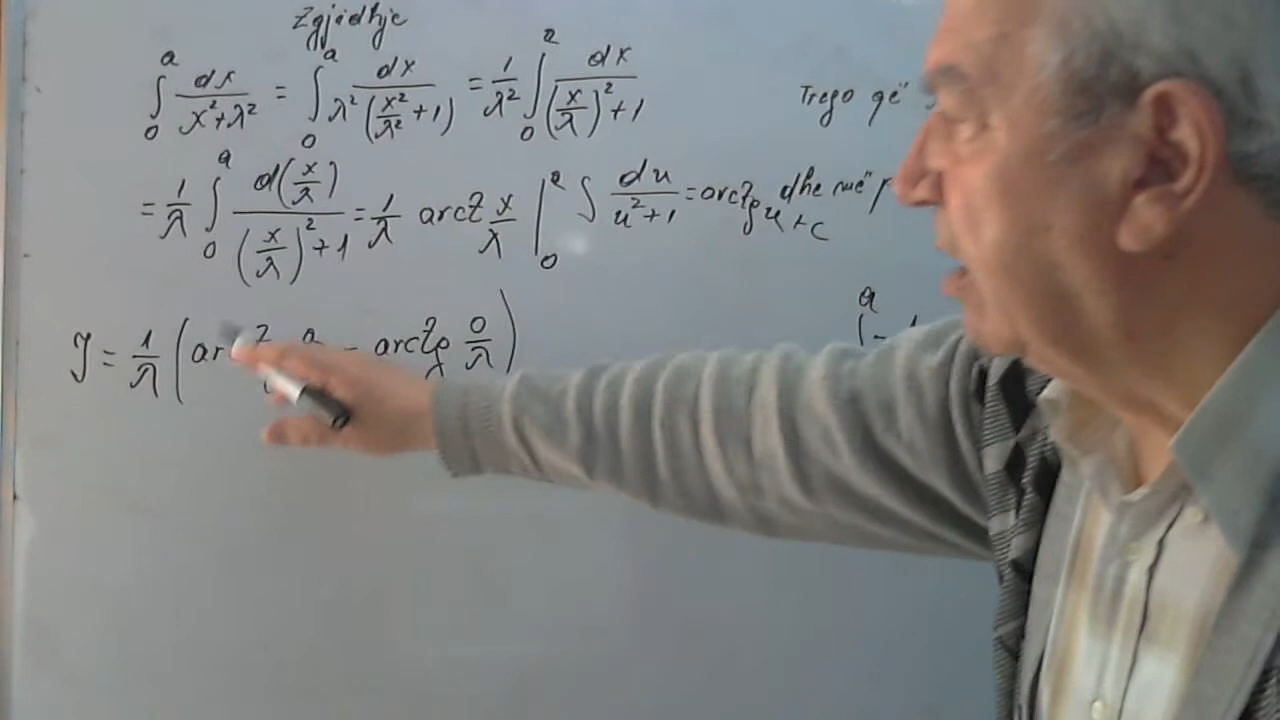 Zgjidhje
∫₀ᵃ dx/(x²+λ²) = ∫₀ᵃ dx/(λ²(x²/λ²+1)) = 1/λ² ∫₀ᵃ dx/((x/λ)²+1)
Trego që
= 1/λ ∫₀ᵃ d(x/λ)/((x/λ)²+1) = 1/λ arctg x/λ |₀ᵃ ∫ du/(u²+1) = arctg u+c
dhe më
J = 1/λ (ar a − arctg 0/λ)
a